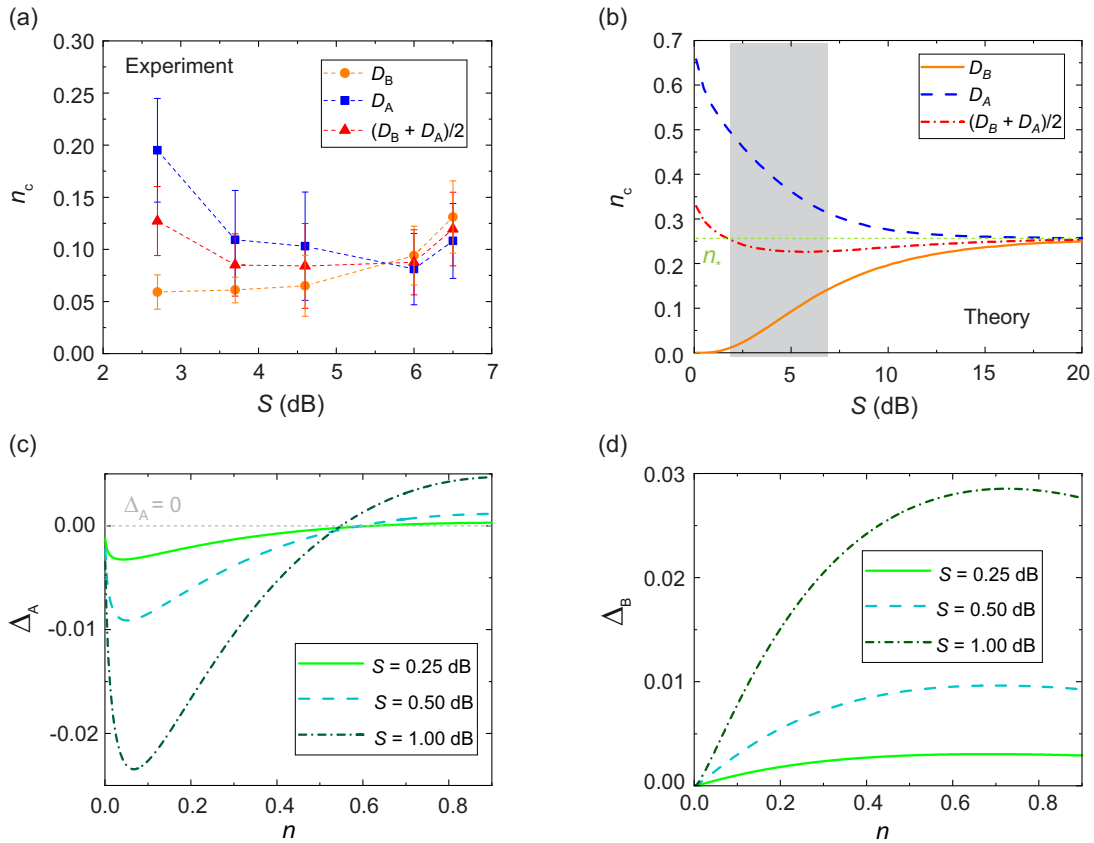 (a)
0.30
0.25
0.20
0.15
0.10
0.05
0.00
n_c
Experiment
D_B
D_A
(D_B + D_A)/2
2 3 4 5 6 7
S (dB)
(b)
0.7
0.6
0.5
0.4
0.3
0.2
0.1
0.0
n_c
D_B
D_A
(D_B + D_A)/2
n_*
Theory
0 5 10 15 20
S (dB)
(c)
Δ_A = 0
0.00
-0.01
-0.02
Δ_A
S = 0.25 dB
S = 0.50 dB
S = 1.00 dB
0.0 0.2 0.4 0.6 0.8
n
(d)
0.03
0.02
0.01
0.00
Δ_B
S = 0.25 dB
S = 0.50 dB
S = 1.00 dB
0.0 0.2 0.4 0.6 0.8
n